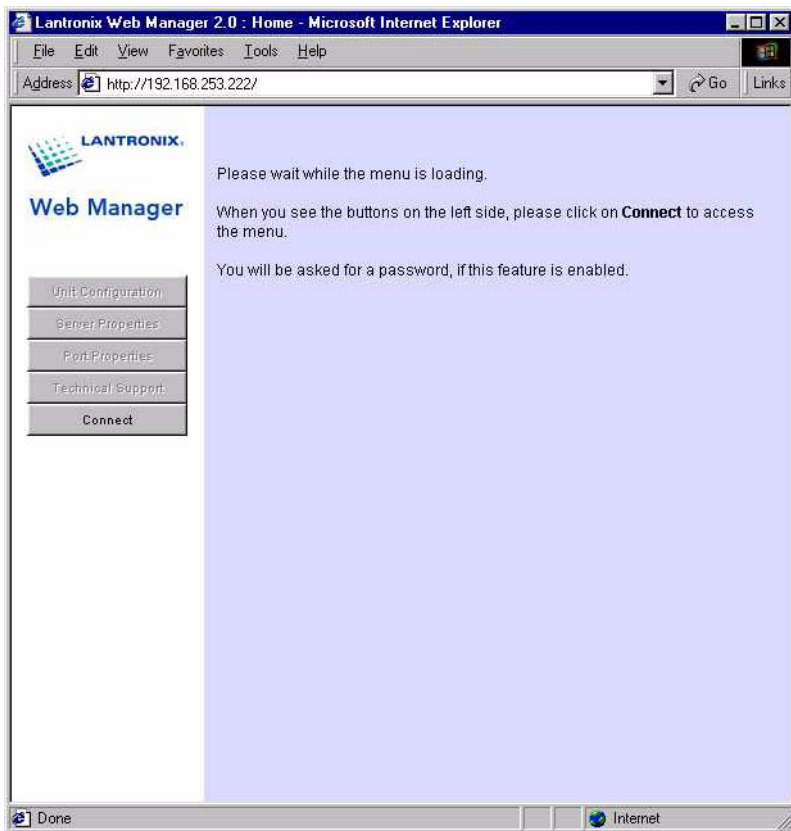 Lantronix Web Manager 2.0 : Home - Microsoft Internet Explorer
File Edit View Favorites Tools Help
Address http://192.168.253.222/ Go Links
LANTRONIX.
Web Manager
Please wait while the menu is loading.
When you see the buttons on the left side, please click on Connect to access
the menu.
You will be asked for a password, if this feature is enabled.
Unit Configuration
Server Properties
Port Properties
Technical Support
Connect
Done Internet